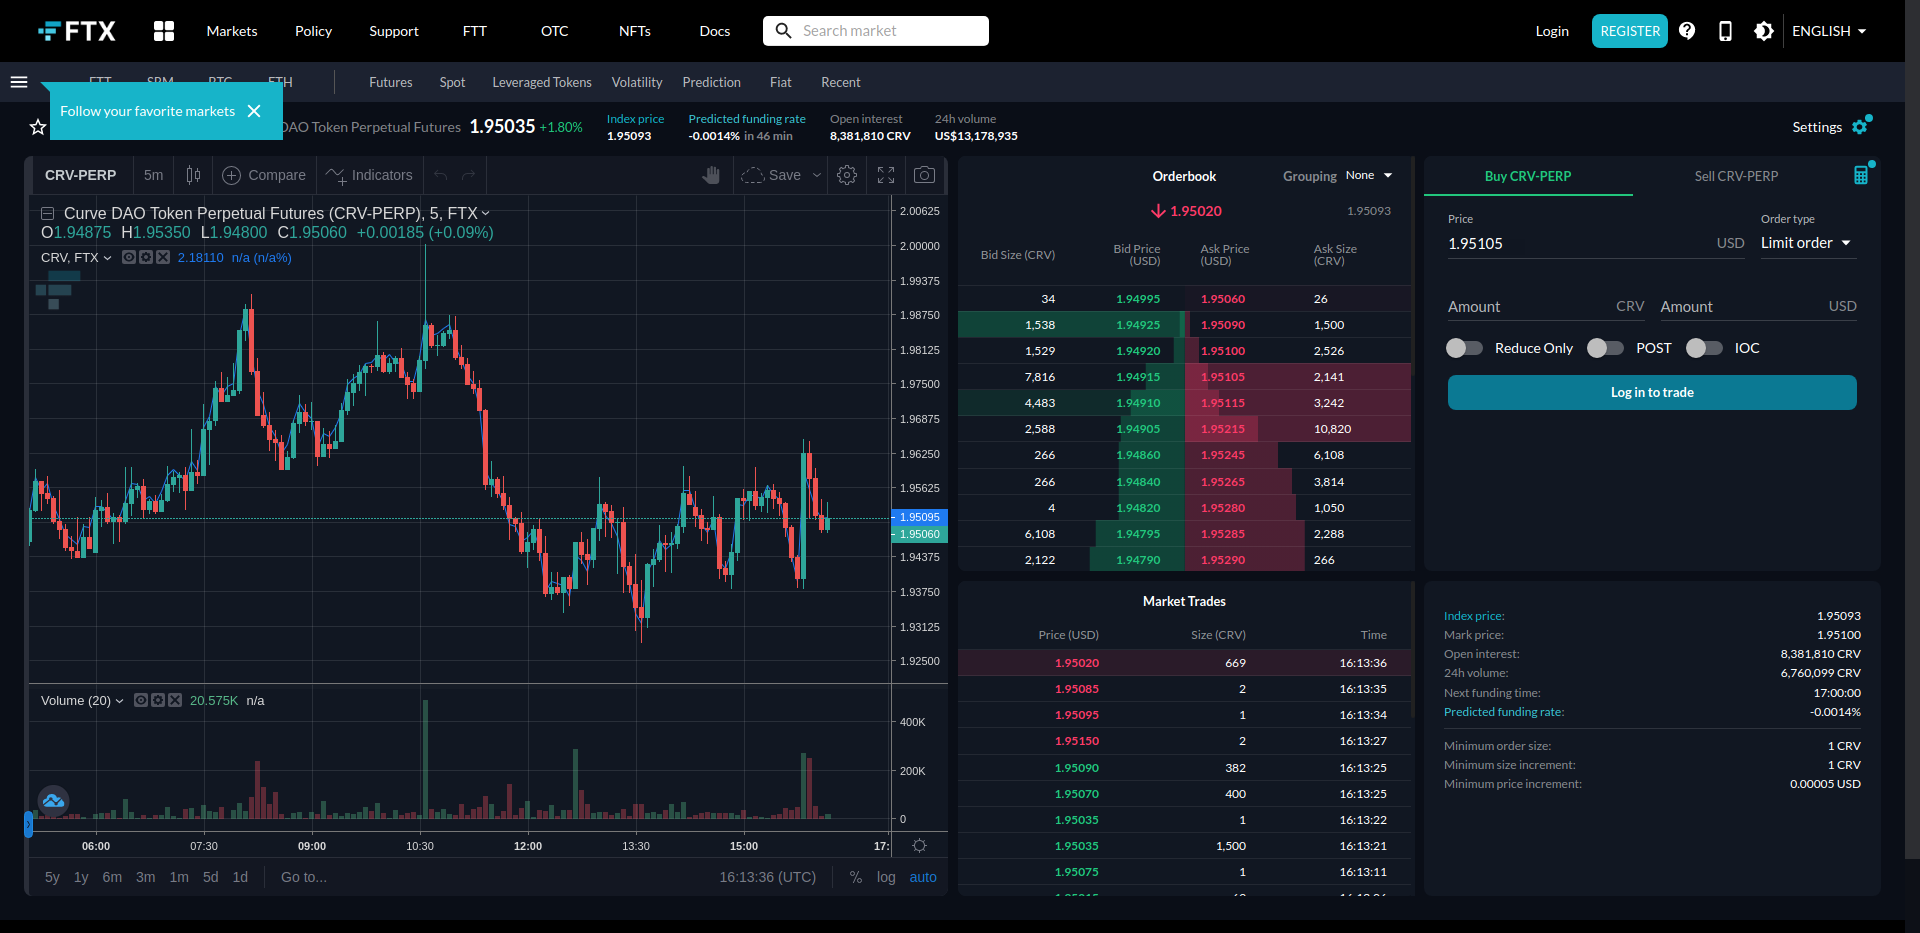 FTX Markets Policy Support FTT OTC NFTs Docs Search market Login REGISTER ENGLISH
FTT SRM BTC ETH Futures Spot Leveraged Tokens Volatility Prediction Fiat Recent
Follow your favorite markets
DAO Token Perpetual Futures 1.95035 +1.80%
Index price
1.95093
Predicted funding rate
-0.0014% in 46 min
Open interest
8,381,810 CRV
24h volume
US$13,178,935
Settings
CRV-PERP 5m Compare Indicators Save
Curve DAO Token Perpetual Futures (CRV-PERP), 5, FTX
O1.94875 H1.95350 L1.94800 C1.95060 +0.00185 (+0.09%)
CRV, FTX 2.18110 n/a (n/a%)
2.00625
2.00000
1.99375
1.98750
1.98125
1.97500
1.96875
1.96250
1.95625
1.95095
1.95060
1.94375
1.93750
1.93125
1.92500
Volume (20) 20.575K n/a
400K
200K
0
06:00 07:30 09:00 10:30 12:00 13:30 15:00 17:
5y 1y 6m 3m 1m 5d 1d Go to... 16:13:36 (UTC) % log auto
Orderbook Grouping None
1.95020 1.95093
Bid Size (CRV) Bid Price (USD) Ask Price (USD) Ask Size (CRV)
34 1.94995 1.95060 26
1,538 1.94925 1.95090 1,500
1,529 1.94920 1.95100 2,526
7,816 1.94915 1.95105 2,141
4,483 1.94910 1.95115 3,242
2,588 1.94905 1.95215 10,820
266 1.94860 1.95245 6,108
266 1.94840 1.95265 3,814
4 1.94820 1.95280 1,050
6,108 1.94795 1.95285 2,288
2,122 1.94790 1.95290 266
Market Trades
Price (USD) Size (CRV) Time
1.95020 669 16:13:36
1.95085 2 16:13:35
1.95095 1 16:13:34
1.95150 2 16:13:27
1.95090 382 16:13:25
1.95070 400 16:13:25
1.95035 1 16:13:22
1.95035 1,500 16:13:21
1.95075 1 16:13:11
Buy CRV-PERP Sell CRV-PERP
Price Order type
1.95105 USD Limit order
Amount CRV Amount USD
Reduce Only POST IOC
Log in to trade
Index price: 1.95093
Mark price: 1.95100
Open interest: 8,381,810 CRV
24h volume: 6,760,099 CRV
Next funding time: 17:00:00
Predicted funding rate: -0.0014%
Minimum order size: 1 CRV
Minimum size increment: 1 CRV
Minimum price increment: 0.00005 USD